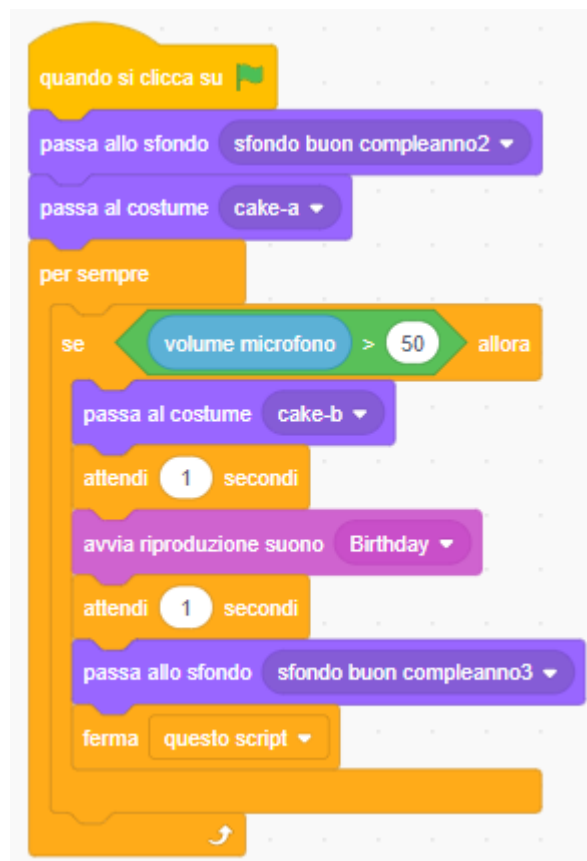 quando si clicca su
passa allo sfondo sfondo buon compleanno2
passa al costume cake-a
per sempre
se volume microfono > 50 allora
passa al costume cake-b
attendi 1 secondi
avvia riproduzione suono Birthday
attendi 1 secondi
passa allo sfondo sfondo buon compleanno3
ferma questo script